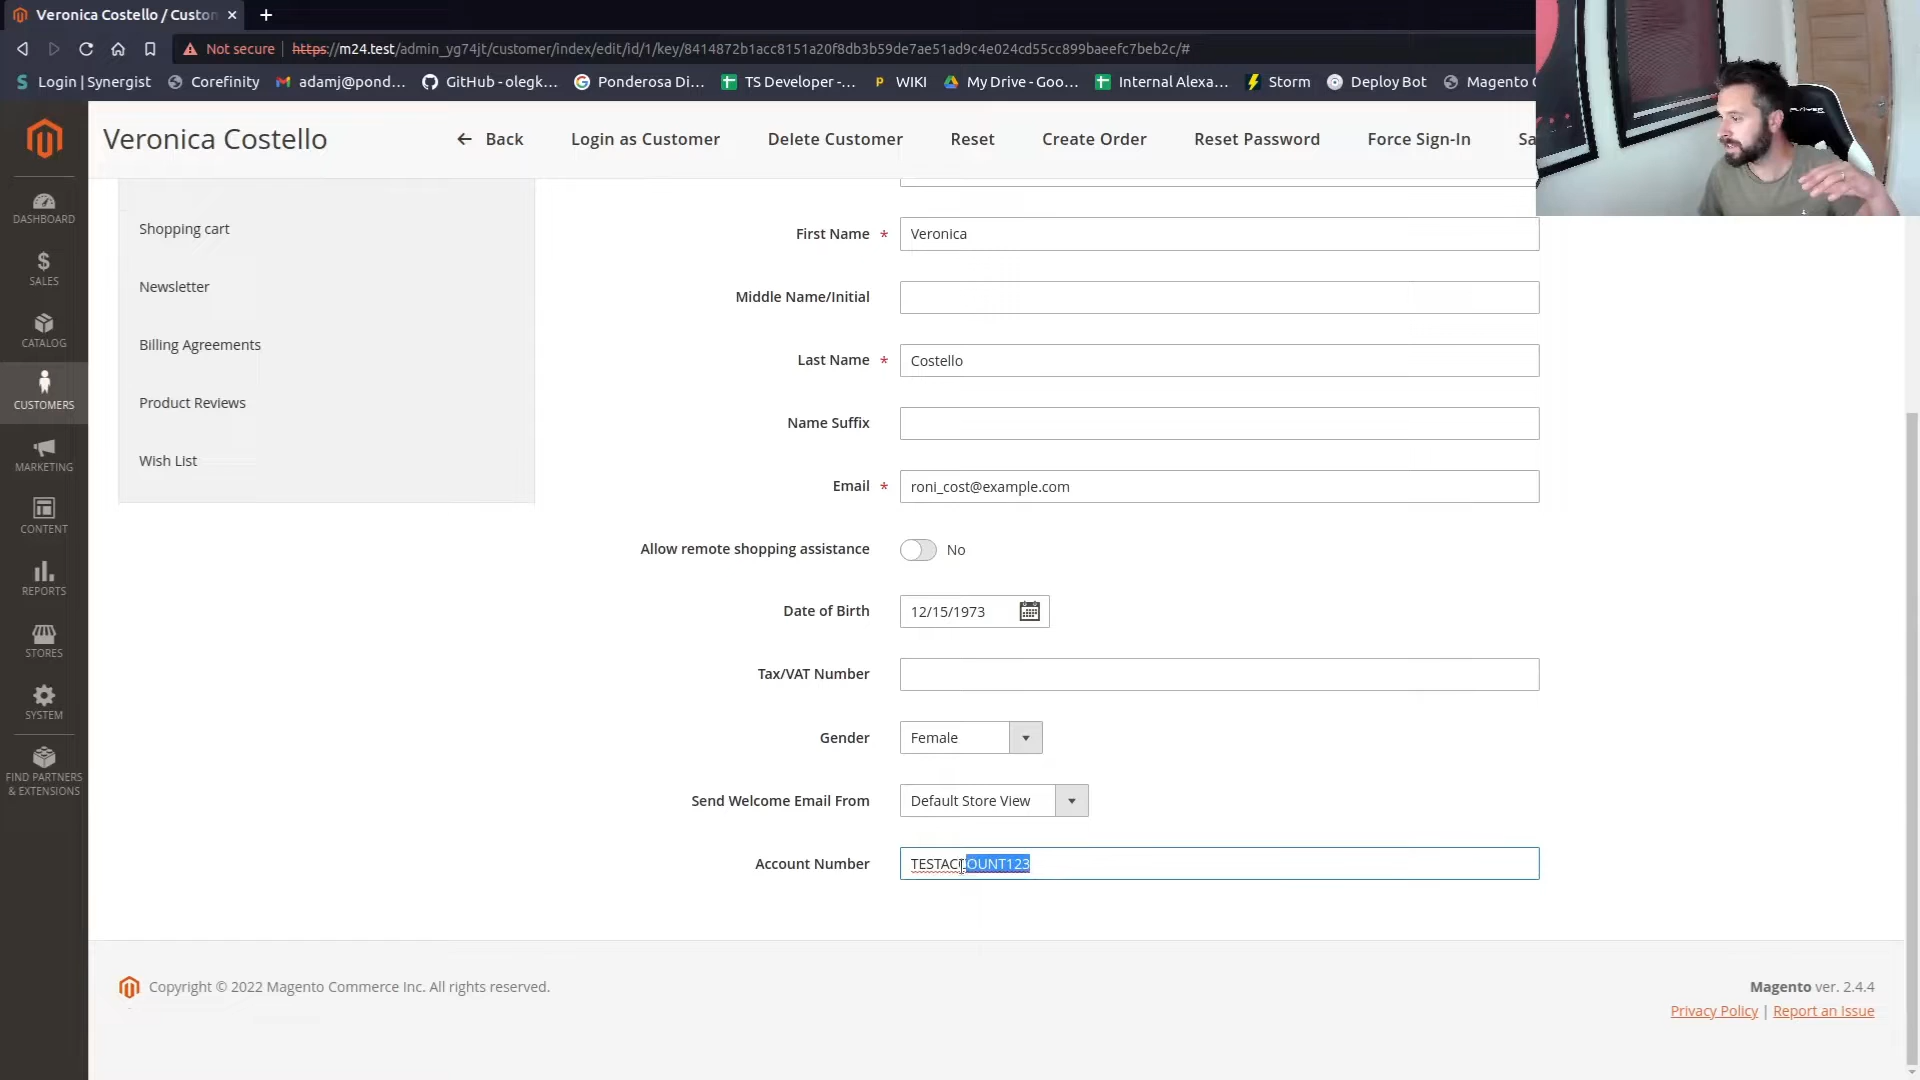 Veronica Costello / Custon
Not secure https://m24.test/admin_yg74jt/customer/index/edit/id/1/key/8414872b1acc8151a20f8db3b59de7ae51ad9c4e024cd55cc899baeefc7beb2c/#
Login | Synergist Corefinity adamj@pond... GitHub - olegk... Ponderosa Di... TS Developer -... WIKI My Drive - Goo... Internal Alexa... Storm Deploy Bot Magento
Veronica Costello
Back Login as Customer Delete Customer Reset Create Order Reset Password Force Sign-In Sa
DASHBOARD
SALES
CATALOG
CUSTOMERS
MARKETING
CONTENT
REPORTS
STORES
SYSTEM
FIND PARTNERS
& EXTENSIONS
Shopping cart
Newsletter
Billing Agreements
Product Reviews
Wish List
First Name * Veronica
Middle Name/Initial
Last Name * Costello
Name Suffix
Email * roni_cost@example.com
Allow remote shopping assistance No
Date of Birth 12/15/1973
Tax/VAT Number
Gender Female
Send Welcome Email From Default Store View
Account Number TESTACCOUNT123
Copyright © 2022 Magento Commerce Inc. All rights reserved.
Magento ver. 2.4.4
Privacy Policy | Report an Issue